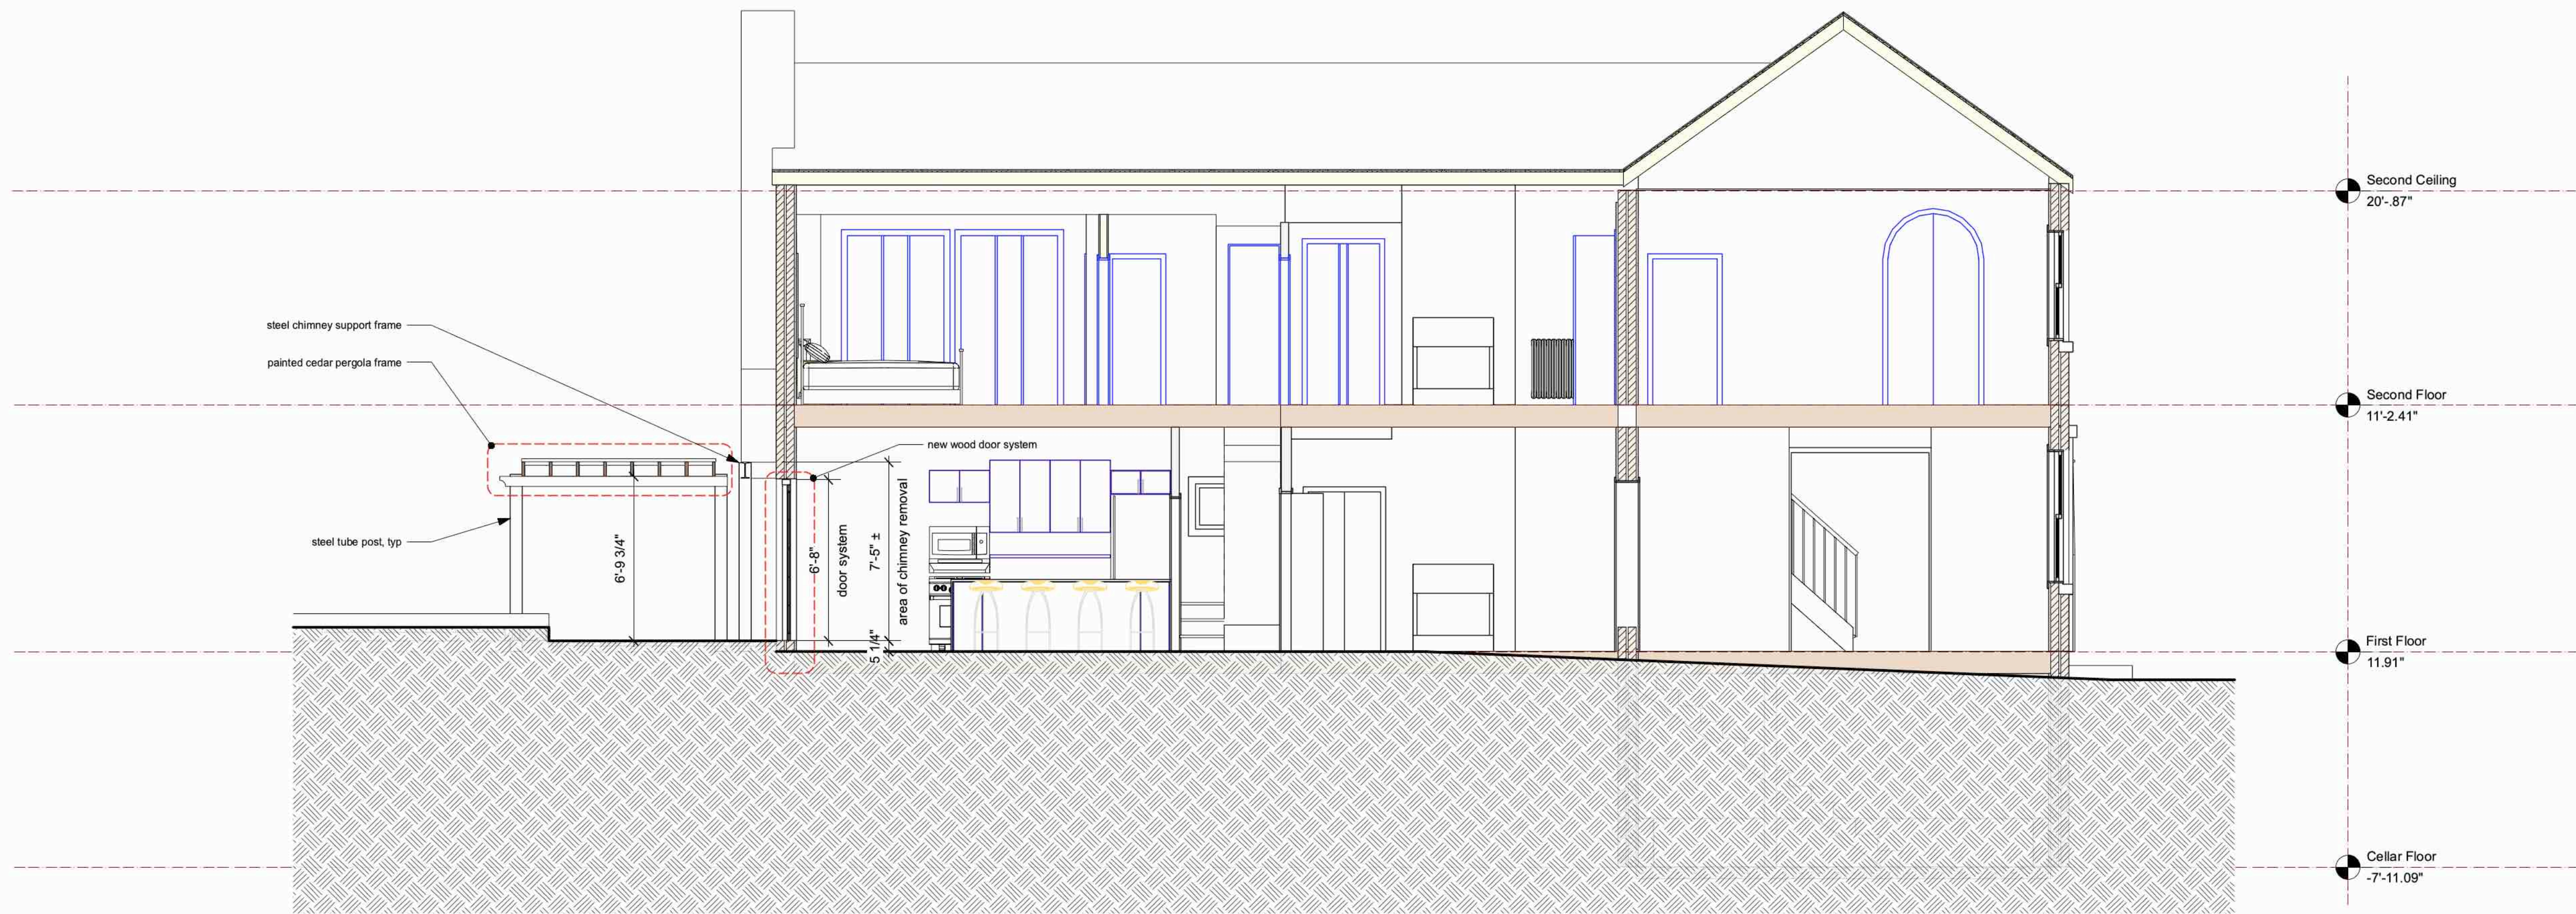 Second Ceiling
20'-.87"
steel chimney support frame
painted cedar pergola frame
Second Floor
11'-2.41"
new wood door system
steel tube post, typ
6'-9 3/4"
6'-8"
door system
7'-5" ±
area of chimney removal
5 1/4"
First Floor
11.91"
Cellar Floor
-7'-11.09"